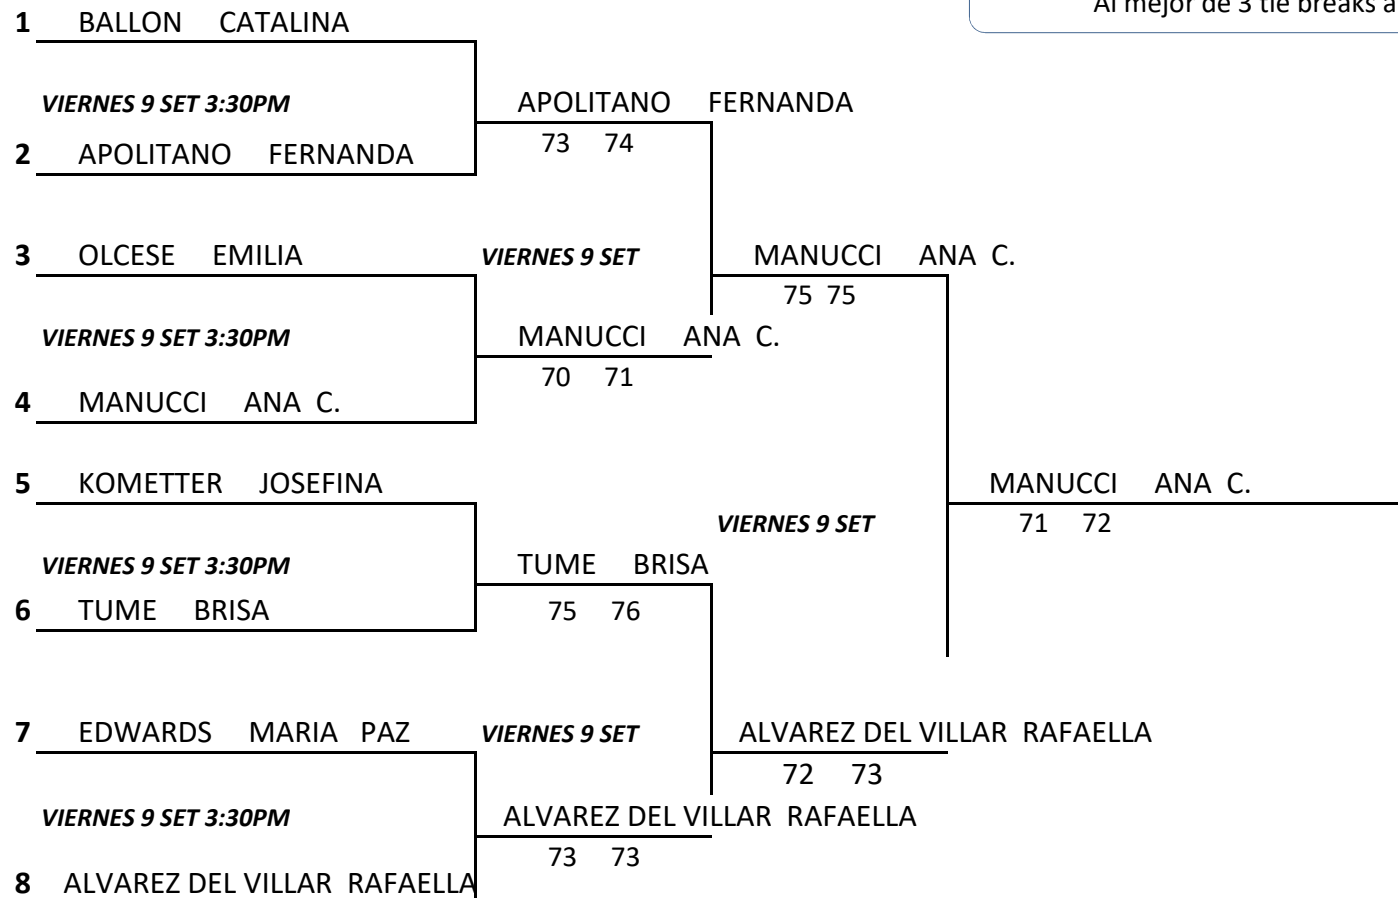 Al mejor de 3 tie breaks a
1 BALLON CATALINA
VIERNES 9 SET 3:30PM APOLITANO FERNANDA
73 74
2 APOLITANO FERNANDA
3 OLCESE EMILIA VIERNES 9 SET MANUCCI ANA C.
75 75
VIERNES 9 SET 3:30PM MANUCCI ANA C.
70 71
4 MANUCCI ANA C.
5 KOMETTER JOSEFINA MANUCCI ANA C.
VIERNES 9 SET 71 72
VIERNES 9 SET 3:30PM TUME BRISA
6 TUME BRISA 75 76
7 EDWARDS MARIA PAZ VIERNES 9 SET ALVAREZ DEL VILLAR RAFAELLA
72 73
VIERNES 9 SET 3:30PM ALVAREZ DEL VILLAR RAFAELLA
73 73
8 ALVAREZ DEL VILLAR RAFAELLA